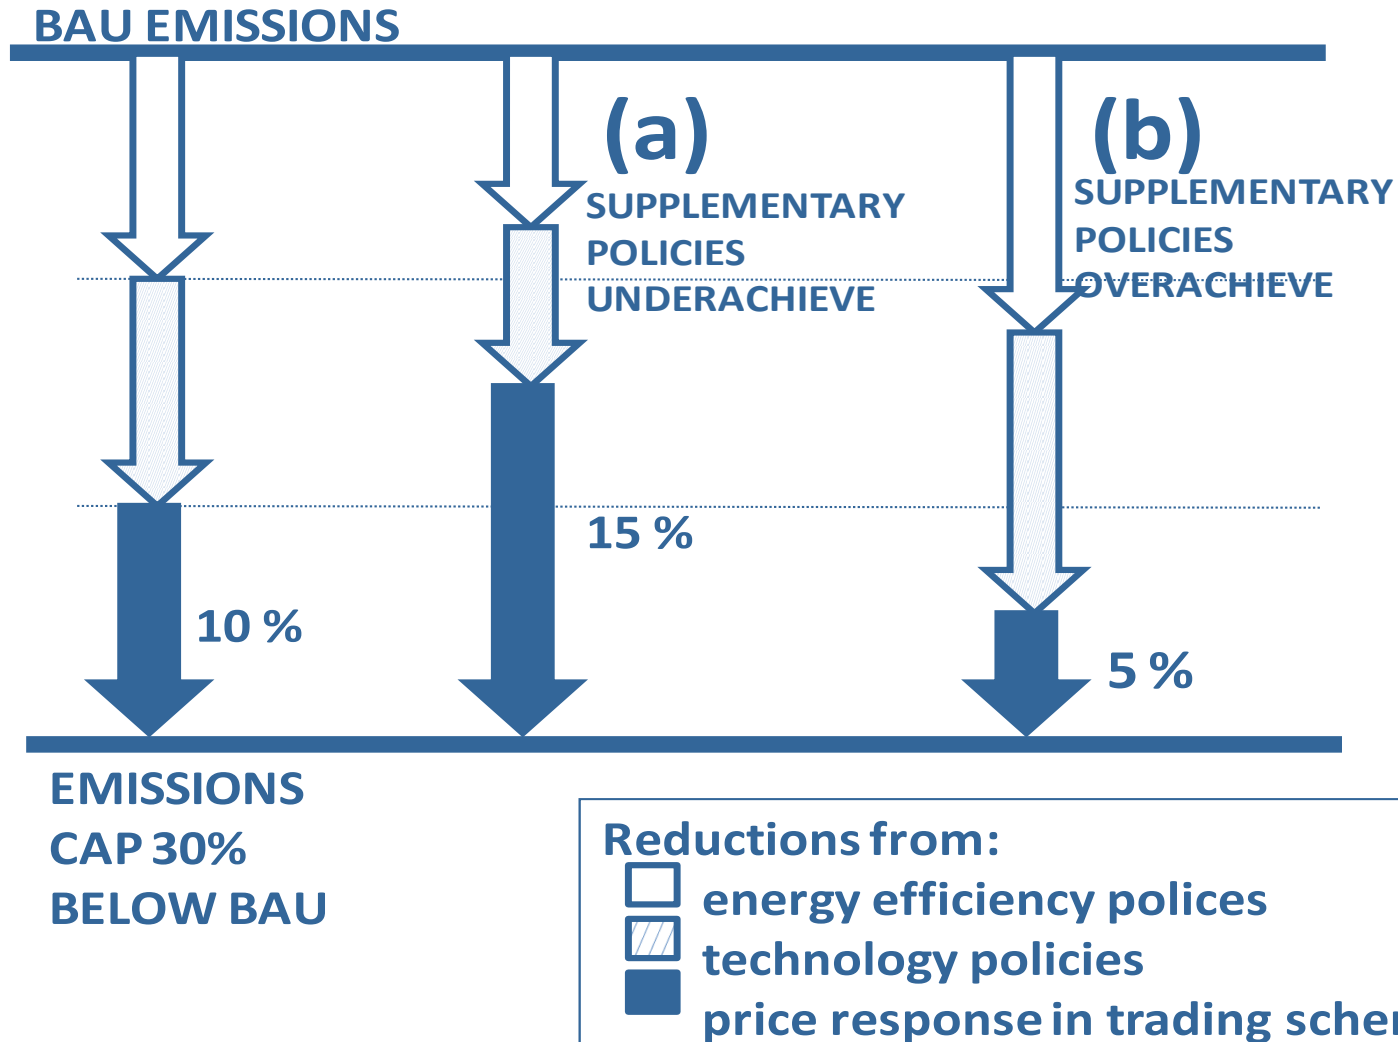 BAU EMISSIONS
(a)
SUPPLEMENTARY
POLICIES
UNDERACHIEVE
(b)
SUPPLEMENTARY
POLICIES
OVERACHIEVE
15 %
10 %
5 %
EMISSIONS
CAP 30%
BELOW BAU
Reductions from:
energy efficiency polices
technology policies
price response in trading